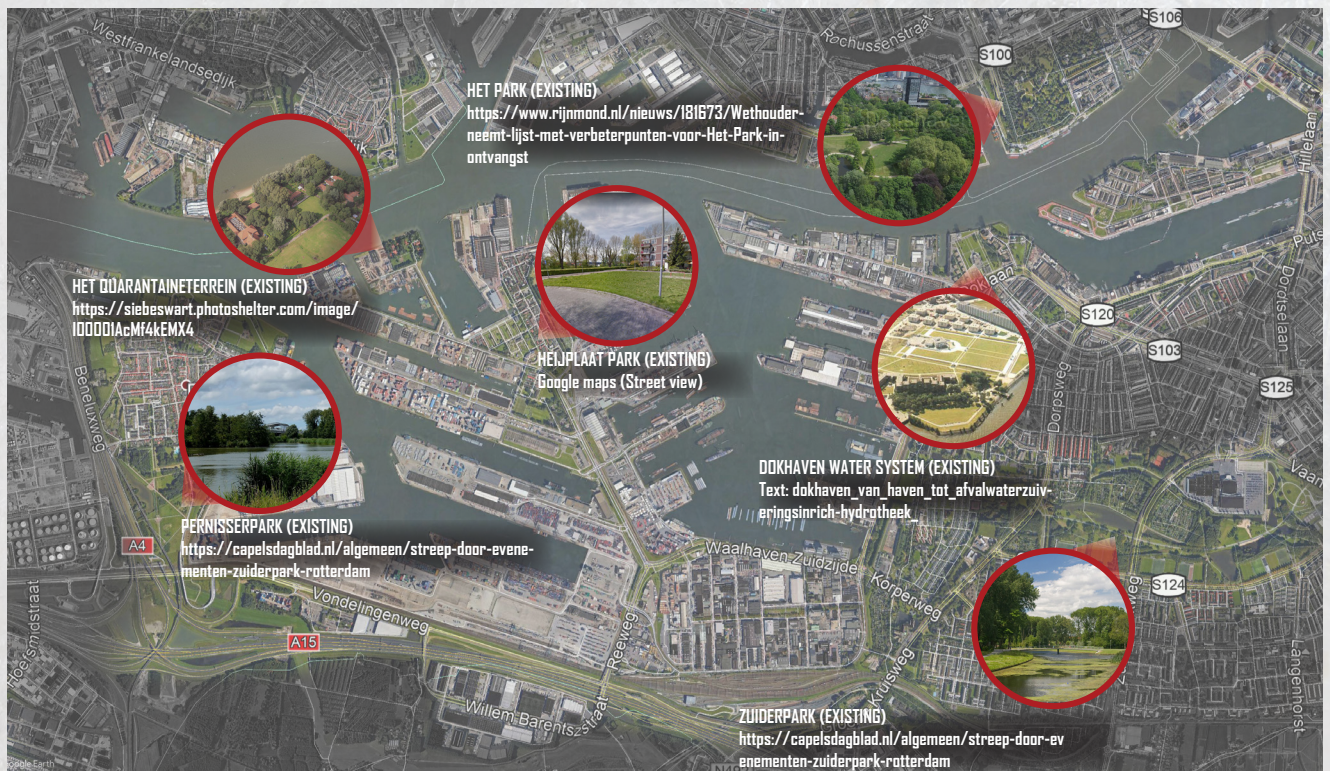 Westfrankelandsedijk
Rochussenstraat
S106
S100
HET PARK (EXISTING)
https://www.rijnmond.nl/nieuws/181673/Wethouder-
neemt-lijst-met-verbeterpunten-voor-Het-Park-in-
ontvangst
Hillelaan
HET QUARANTAINETERREIN (EXISTING)
https://siebeswart.photoshelter.com/image/
I0000IAcMf4kEMX4
Puts
Dordtselaan
S120
S103
S125
HEIJPLAAT PARK (EXISTING)
Google maps (Street view)
Beneluxweg
Dorpsweg
DOKHAVEN WATER SYSTEM (EXISTING)
Text: dokhaven_van_haven_tot_afvalwaterzuiv-
eringsinrich-hydrotheek_
Vaan
PERNISSERPARK (EXISTING)
https://capelsdagblad.nl/algemeen/streep-door-evene-
menten-zuiderpark-rotterdam
A4
Waalhaven Zuidzijde
Korperweg
S124
Vondelingenweg
A15
Hoefsmidstraat
Reeweg
Kruisweg
Langenhorst
Willem Barentszstraat
ZUIDERPARK (EXISTING)
https://capelsdagblad.nl/algemeen/streep-door-ev
enementen-zuiderpark-rotterdam
Google Earth